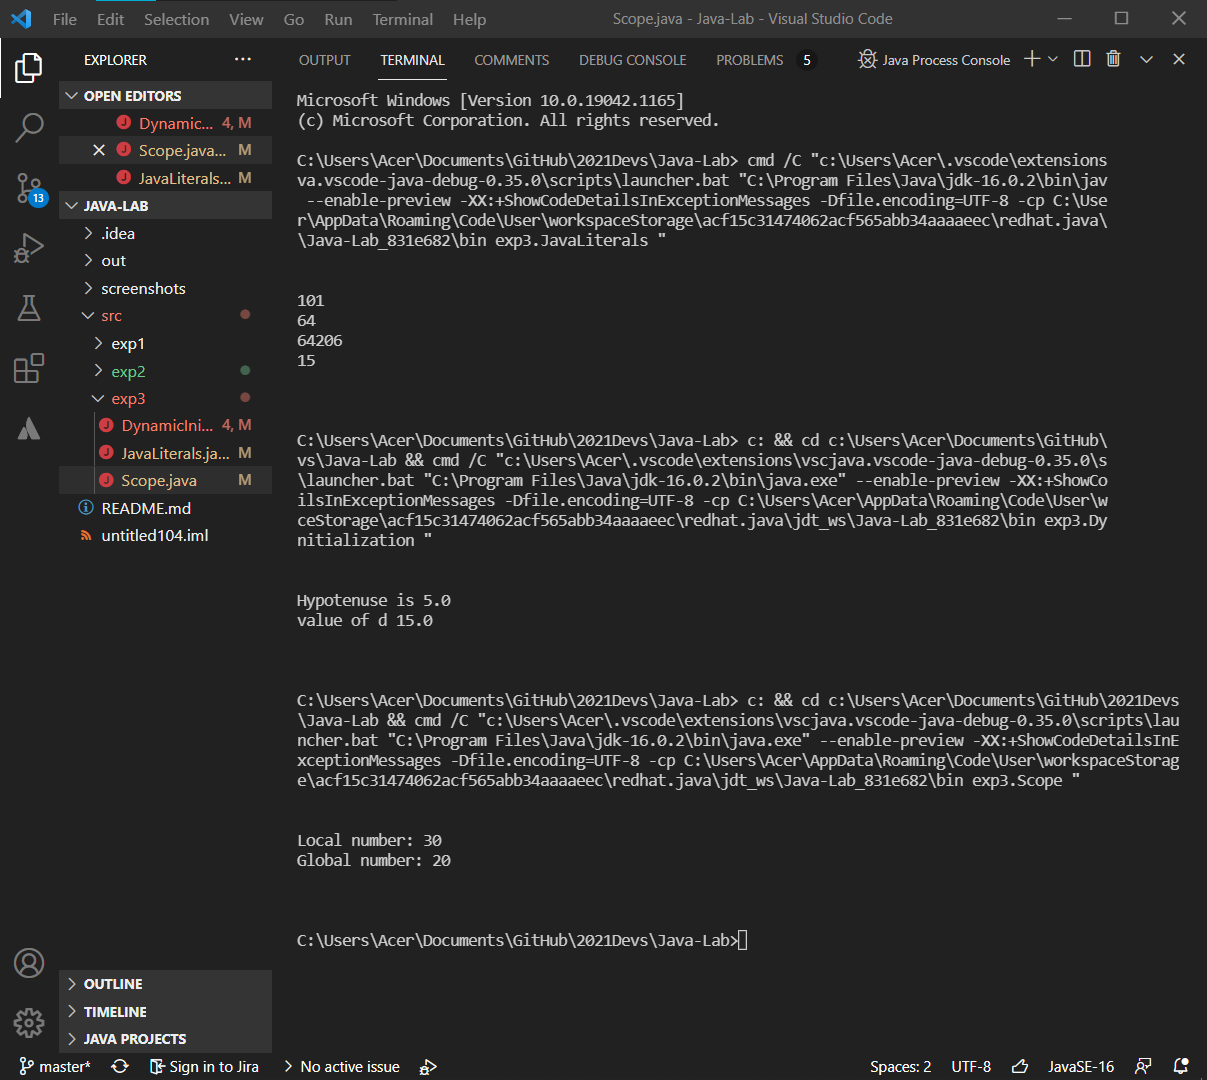 File Edit Selection View Go Run Terminal Help
Scope.java - Java-Lab - Visual Studio Code
EXPLORER
OPEN EDITORS
Dynamic... 4, M
Scope.java... M
JavaLiterals... M
JAVA-LAB
.idea
out
screenshots
src
exp1
exp2
exp3
DynamicIni... 4, M
JavaLiterals.ja... M
Scope.java M
README.md
untitled104.iml
OUTLINE
TIMELINE
JAVA PROJECTS
13
OUTPUT TERMINAL COMMENTS DEBUG CONSOLE PROBLEMS 5
Java Process Console
Microsoft Windows [Version 10.0.19042.1165]
(c) Microsoft Corporation. All rights reserved.
C:\Users\Acer\Documents\GitHub\2021Devs\Java-Lab> cmd /C "c:\Users\Acer\.vscode\extensions
va.vscode-java-debug-0.35.0\scripts\launcher.bat "C:\Program Files\Java\jdk-16.0.2\bin\jav
--enable-preview -XX:+ShowCodeDetailsInExceptionMessages -Dfile.encoding=UTF-8 -cp C:\Use
r\AppData\Roaming\Code\User\workspaceStorage\acf15c31474062acf565abb34aaaaeec\redhat.java\
\Java-Lab_831e682\bin exp3.JavaLiterals "
101
64
64206
15
C:\Users\Acer\Documents\GitHub\2021Devs\Java-Lab> c: && cd c:\Users\Acer\Documents\GitHub\
vs\Java-Lab && cmd /C "c:\Users\Acer\.vscode\extensions\vscjava.vscode-java-debug-0.35.0\s
\launcher.bat "C:\Program Files\Java\jdk-16.0.2\bin\java.exe" --enable-preview -XX:+ShowCo
ilsInExceptionMessages -Dfile.encoding=UTF-8 -cp C:\Users\Acer\AppData\Roaming\Code\User\w
ceStorage\acf15c31474062acf565abb34aaaaeec\redhat.java\jdt_ws\Java-Lab_831e682\bin exp3.Dy
nitialization "
Hypotenuse is 5.0
value of d 15.0
C:\Users\Acer\Documents\GitHub\2021Devs\Java-Lab> c: && cd c:\Users\Acer\Documents\GitHub\2021Devs
\Java-Lab && cmd /C "c:\Users\Acer\.vscode\extensions\vscjava.vscode-java-debug-0.35.0\scripts\lau
ncher.bat "C:\Program Files\Java\jdk-16.0.2\bin\java.exe" --enable-preview -XX:+ShowCodeDetailsInE
xceptionMessages -Dfile.encoding=UTF-8 -cp C:\Users\Acer\AppData\Roaming\Code\User\workspaceStorag
e\acf15c31474062acf565abb34aaaaeec\redhat.java\jdt_ws\Java-Lab_831e682\bin exp3.Scope "
Local number: 30
Global number: 20
C:\Users\Acer\Documents\GitHub\2021Devs\Java-Lab>
master* Sign in to Jira No active issue Spaces: 2 UTF-8 JavaSE-16